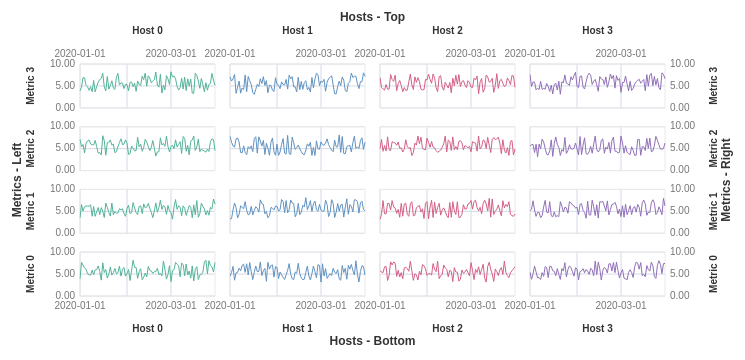 Hosts - Top
Host 0 Host 1 Host 2 Host 3
2020-01-01 2020-03-01 2020-01-01 2020-03-01 2020-01-01 2020-03-01 2020-01-01 2020-03-01
Metrics - Left
Metric 3 10.00 5.00 0.00 10.00 5.00 0.00 Metric 3
Metric 2 10.00 5.00 0.00 10.00 5.00 0.00 Metric 2
Metric 1 10.00 5.00 0.00 10.00 5.00 0.00 Metric 1
Metric 0 10.00 5.00 0.00 10.00 5.00 0.00 Metric 0
Metrics - Right
2020-01-01 2020-03-01 2020-01-01 2020-03-01 2020-01-01 2020-03-01 2020-01-01 2020-03-01
Host 0 Host 1 Host 2 Host 3
Hosts - Bottom